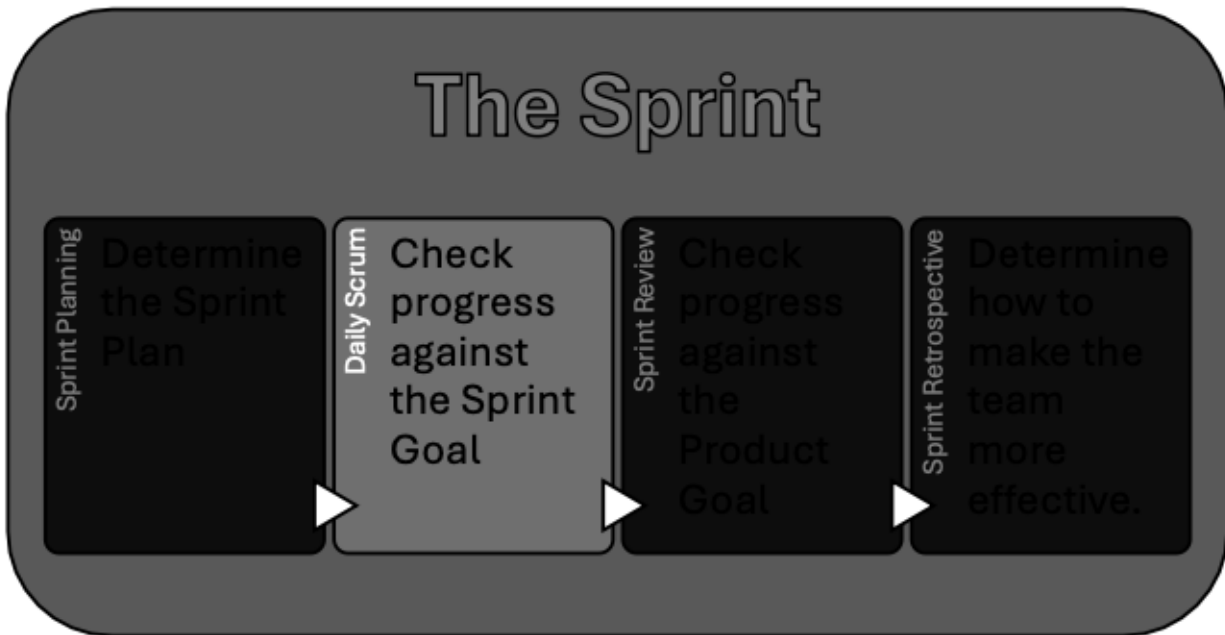 The Sprint
Sprint Planning
Determine
the Sprint
Plan
Daily Scrum
Check
progress
against
the Sprint
Goal
Sprint Review
Check
progress
against
the
Product
Goal
Sprint Retrospective
Determine
how to
make the
team
more
effective.